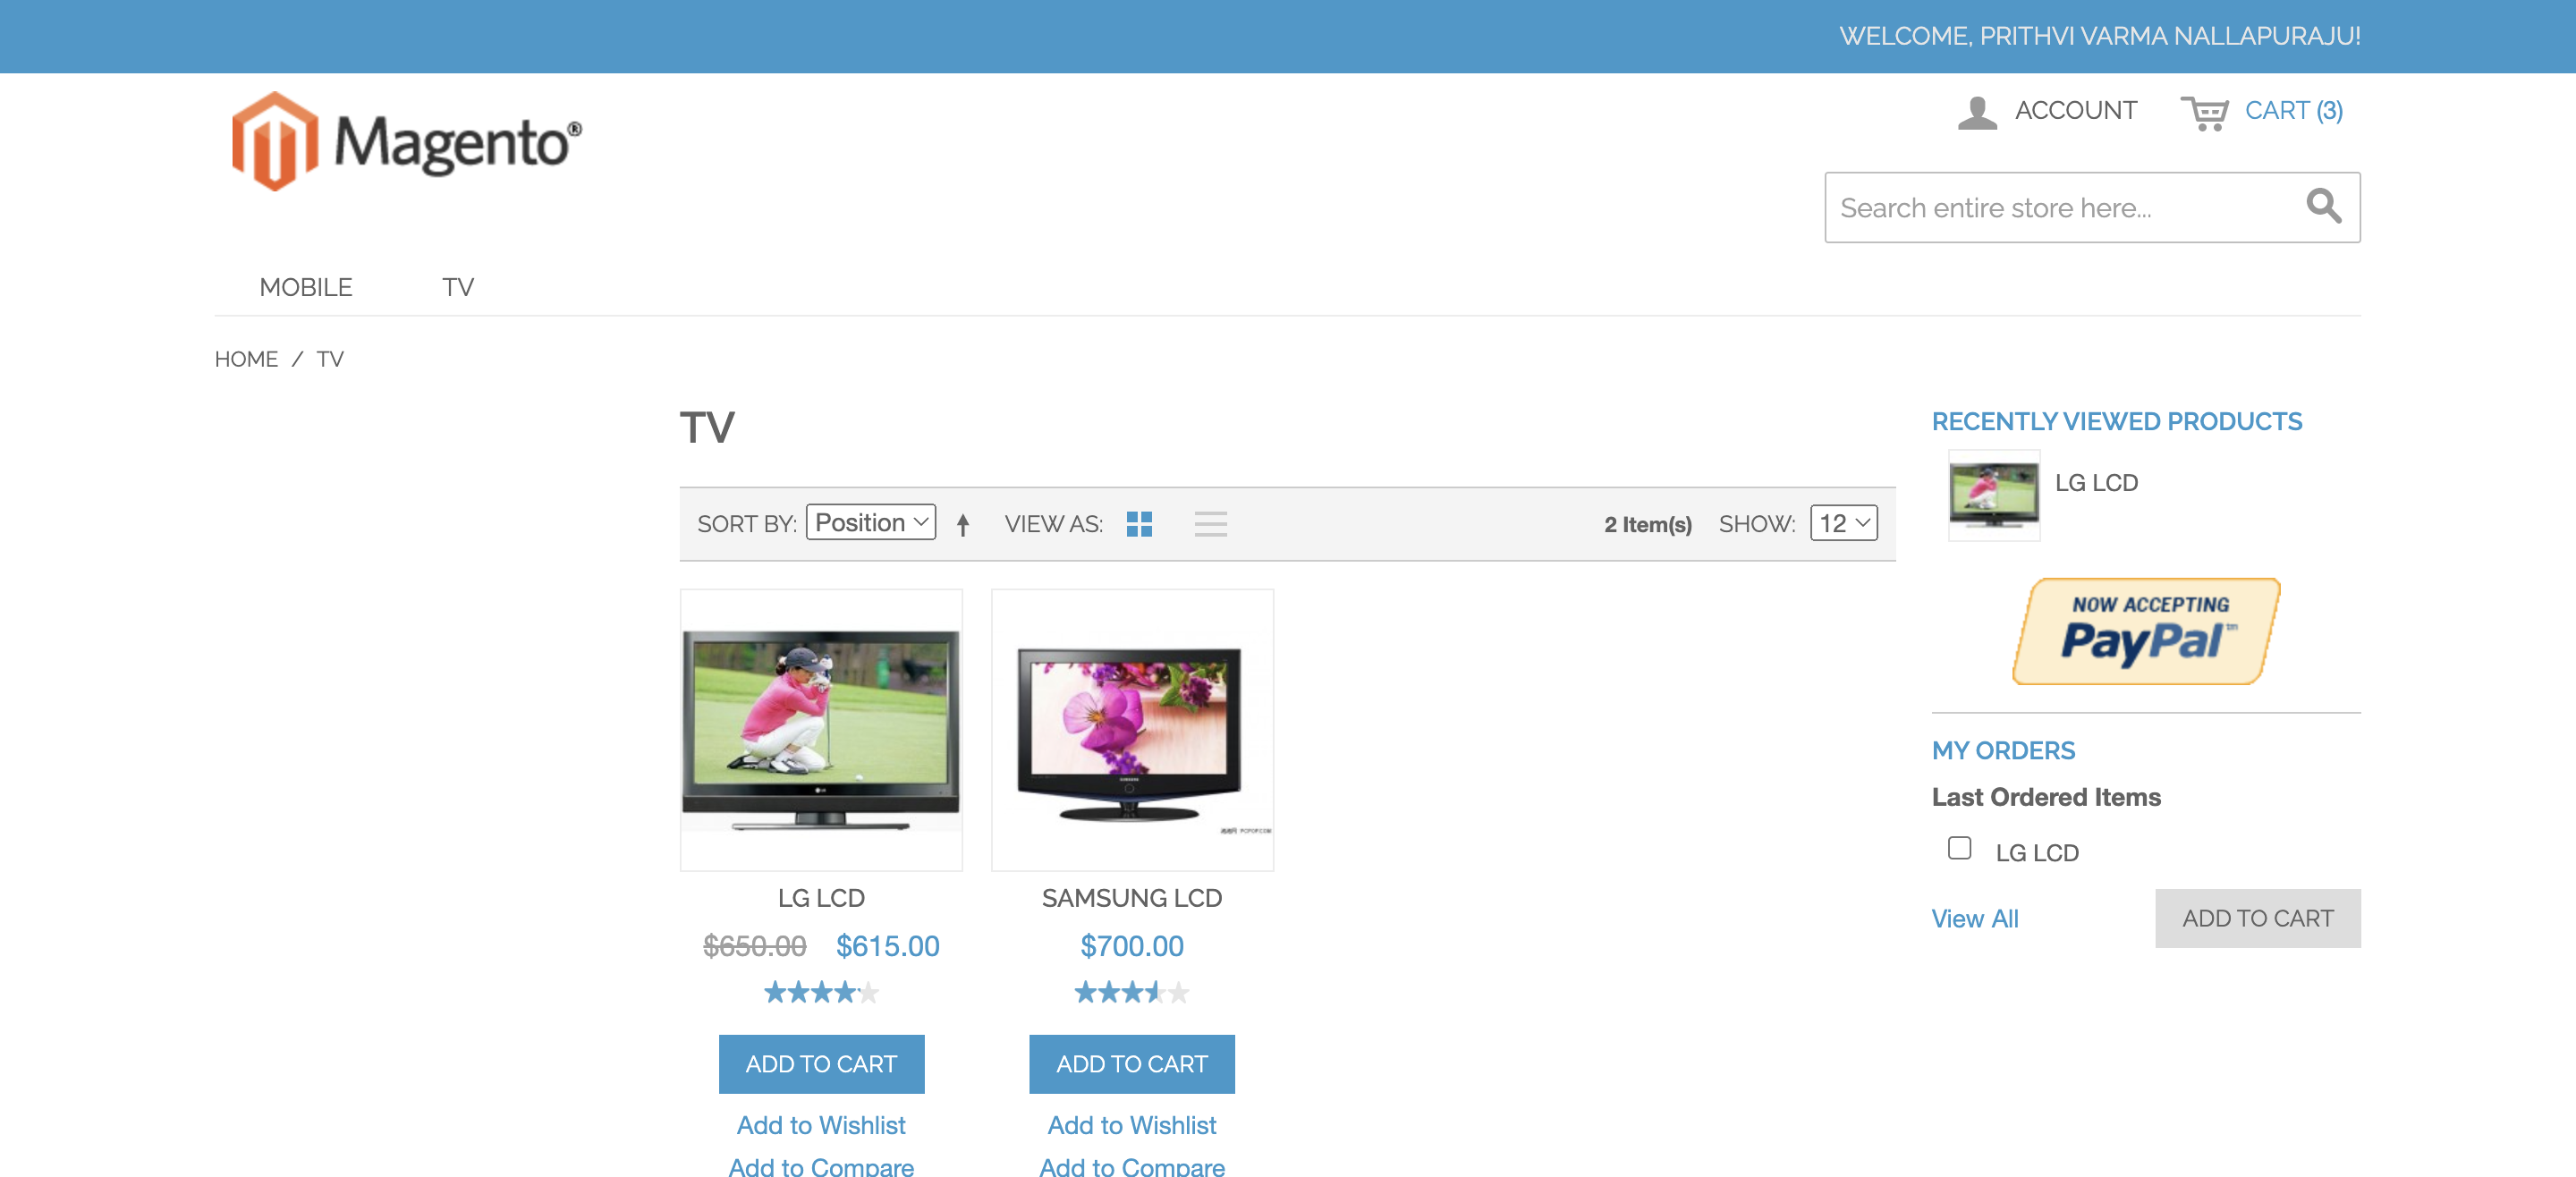 WELCOME, PRITHVI VARMA NALLAPURAJU!
Magento®
ACCOUNT
CART (3)
Search entire store here...
MOBILE
TV
HOME / TV
TV
SORT BY: Position
VIEW AS:
2 Item(s)
SHOW: 12
LG LCD
$650.00 $615.00
ADD TO CART
Add to Wishlist
Add to Compare
SAMSUNG LCD
$700.00
ADD TO CART
Add to Wishlist
Add to Compare
RECENTLY VIEWED PRODUCTS
LG LCD
NOW ACCEPTING
PayPal™
MY ORDERS
Last Ordered Items
LG LCD
View All
ADD TO CART